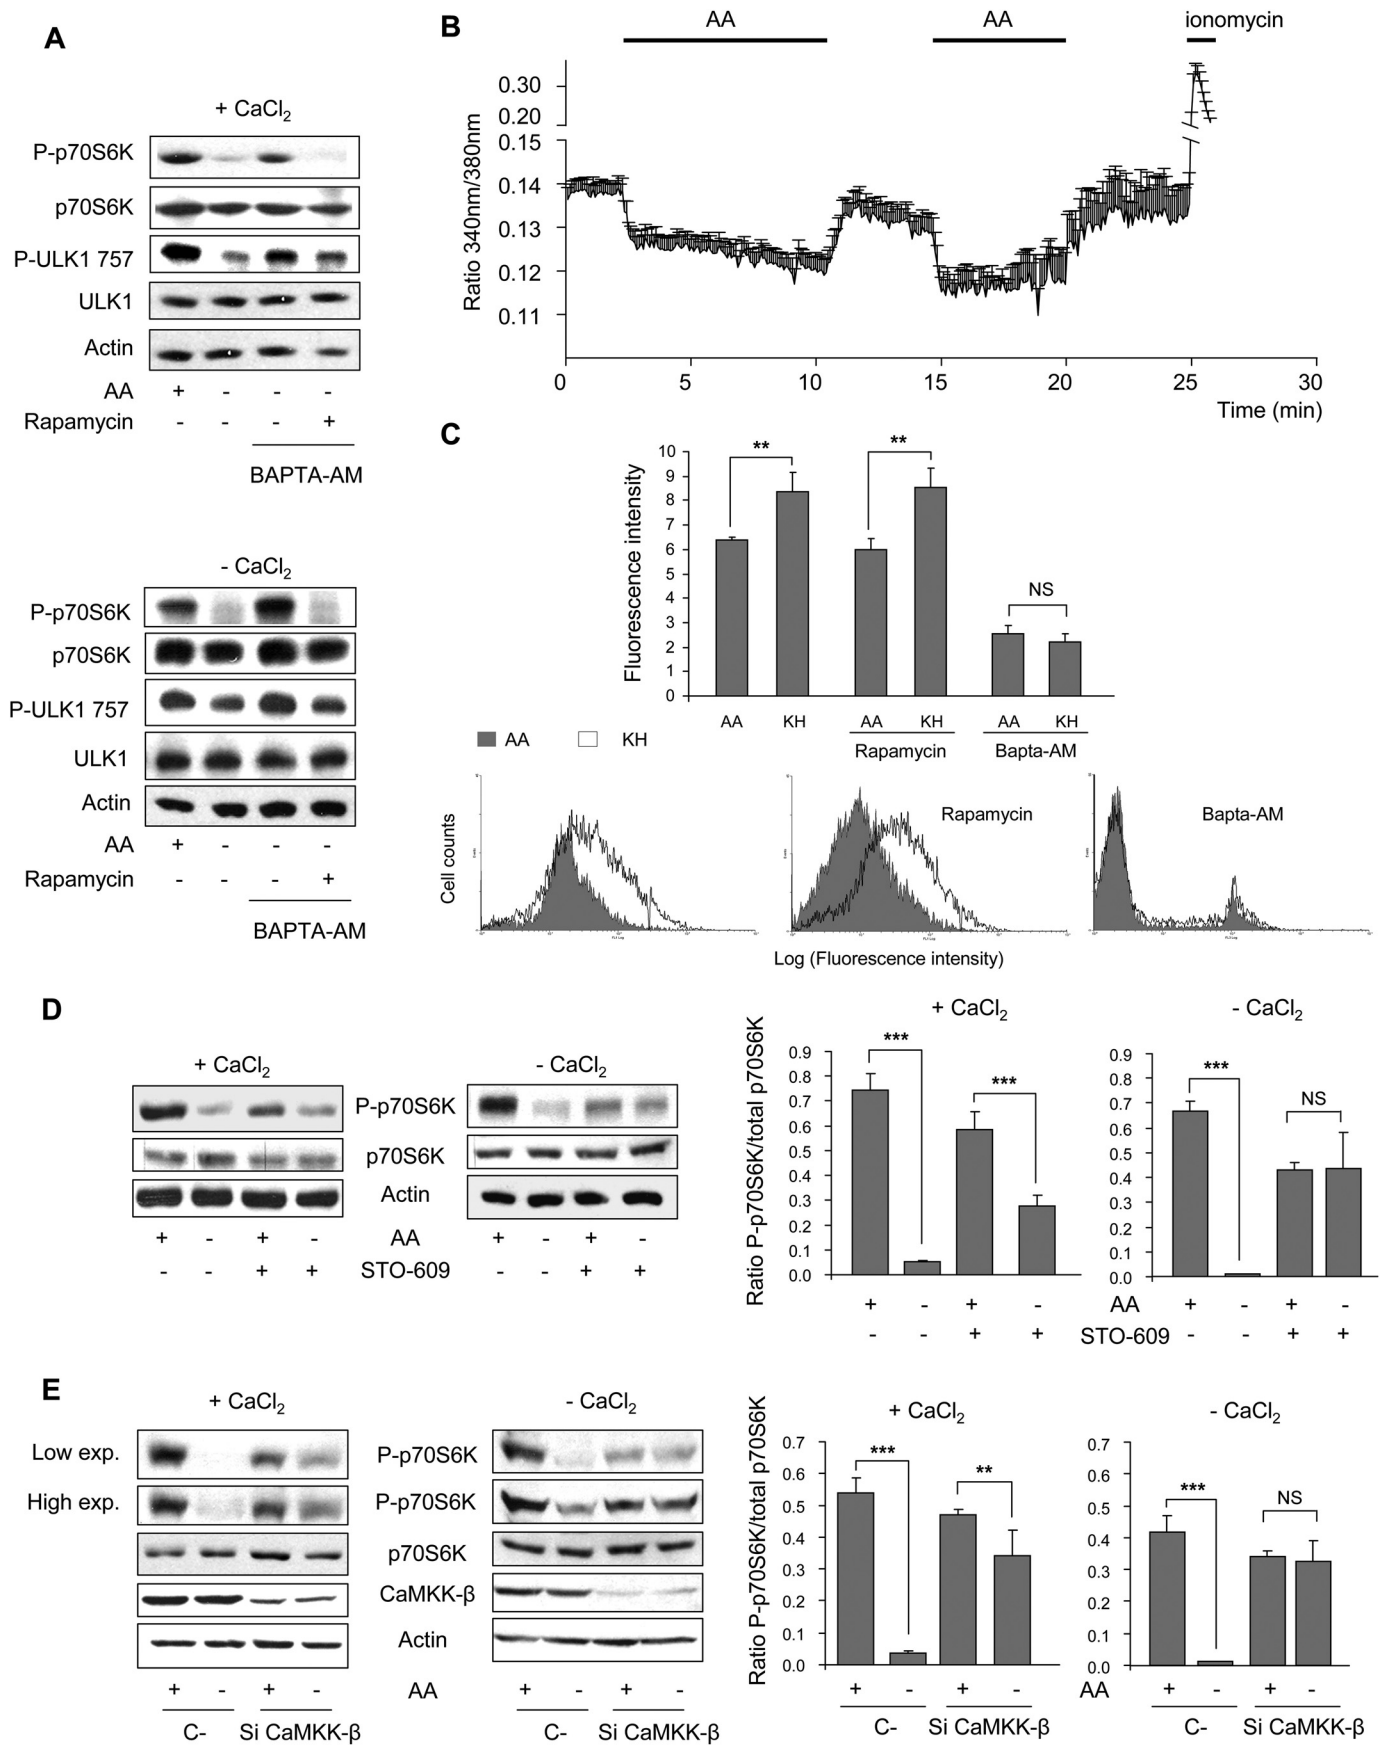 A
+ CaCl2
P-p70S6K
p70S6K
P-ULK1 757
ULK1
Actin
AA + - - -
Rapamycin - - - +
BAPTA-AM
- CaCl2
P-p70S6K
p70S6K
P-ULK1 757
ULK1
Actin
AA + - - -
Rapamycin - - - +
BAPTA-AM
B
AA AA ionomycin
Ratio 340nm/380nm
0.30
0.20
0.15
0.14
0.13
0.12
0.11
0 5 10 15 20 25 30
Time (min)
C
Fluorescence intensity
10
9
8
7
6
5
4
3
2
1
0
** ** NS
AA KH AA KH AA KH
Rapamycin Bapta-AM
AA KH
Cell counts
Rapamycin
Bapta-AM
Log (Fluorescence intensity)
D
+ CaCl2 - CaCl2
P-p70S6K
p70S6K
Actin
+ - + - AA + - + -
- - + + STO-609 - - + +
+ CaCl2 - CaCl2
Ratio P-p70S6K/total p70S6K
0.9
0.8
0.7
0.6
0.5
0.4
0.3
0.2
0.1
0.0
*** ***
0.9
0.8
0.7
0.6
0.5
0.4
0.3
0.2
0.1
0.0
*** NS
+ - + - AA + - + -
- - + + STO-609 - - + +
E
+ CaCl2 - CaCl2
Low exp. P-p70S6K
High exp. P-p70S6K
p70S6K
CaMKK-β
Actin
+ - + - AA + - + -
C- Si CaMKK-β C- Si CaMKK-β
+ CaCl2 - CaCl2
Ratio P-p70S6K/total p70S6K
0.7
0.6
0.5
0.4
0.3
0.2
0.1
0.0
*** **
0.7
0.6
0.5
0.4
0.3
0.2
0.1
0.0
*** NS
+ - + - AA + - + -
C- Si CaMKK-β C- Si CaMKK-β